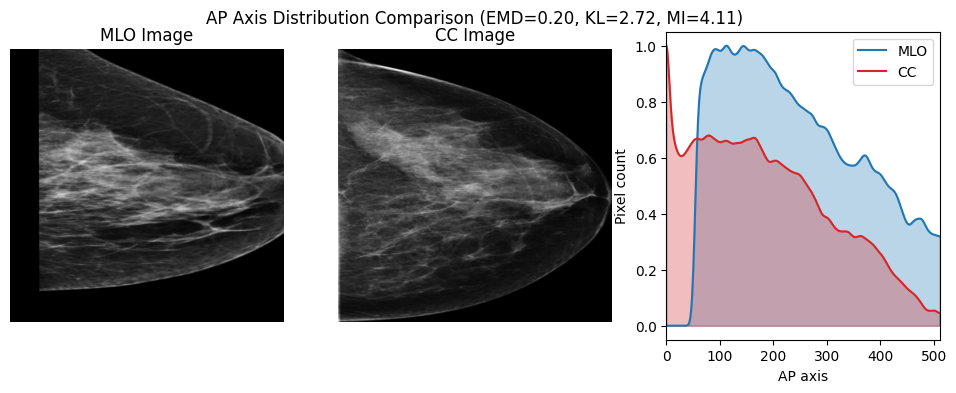 AP Axis Distribution Comparison (EMD=0.20, KL=2.72, MI=4.11)
MLO Image
CC Image
MLO
CC
Pixel count
1.0
0.8
0.6
0.4
0.2
0.0
0 100 200 300 400 500
AP axis